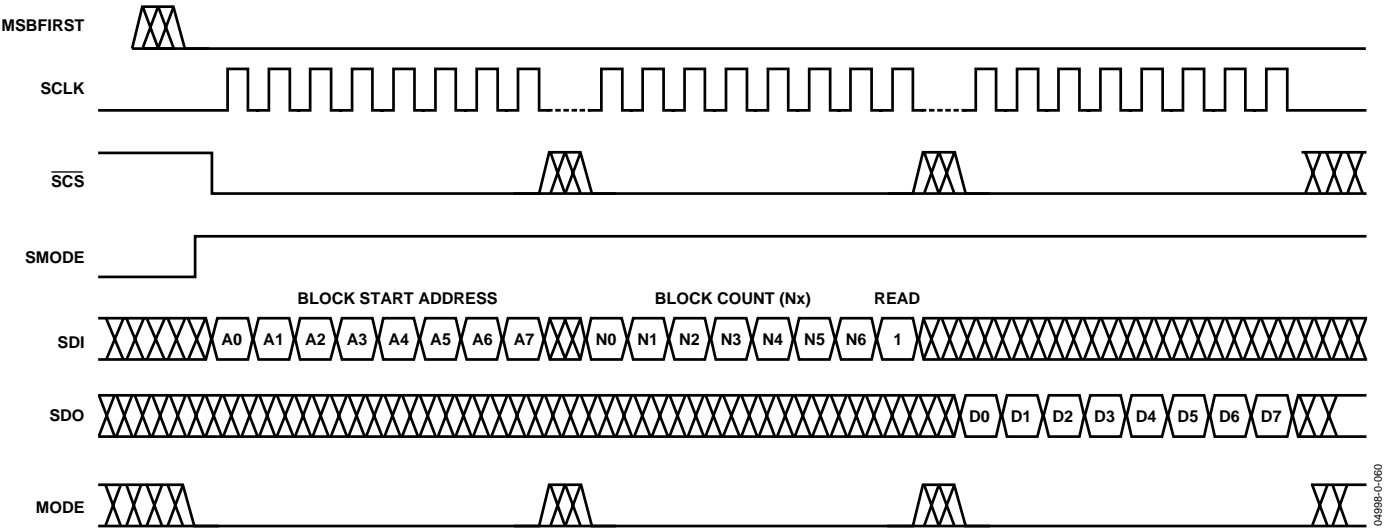 MSBFIRST
SCLK
SCS
SMODE
BLOCK START ADDRESS BLOCK COUNT (Nx) READ
SDI A0 A1 A2 A3 A4 A5 A6 A7 N0 N1 N2 N3 N4 N5 N6 1
SDO D0 D1 D2 D3 D4 D5 D6 D7
MODE
04998-0-060